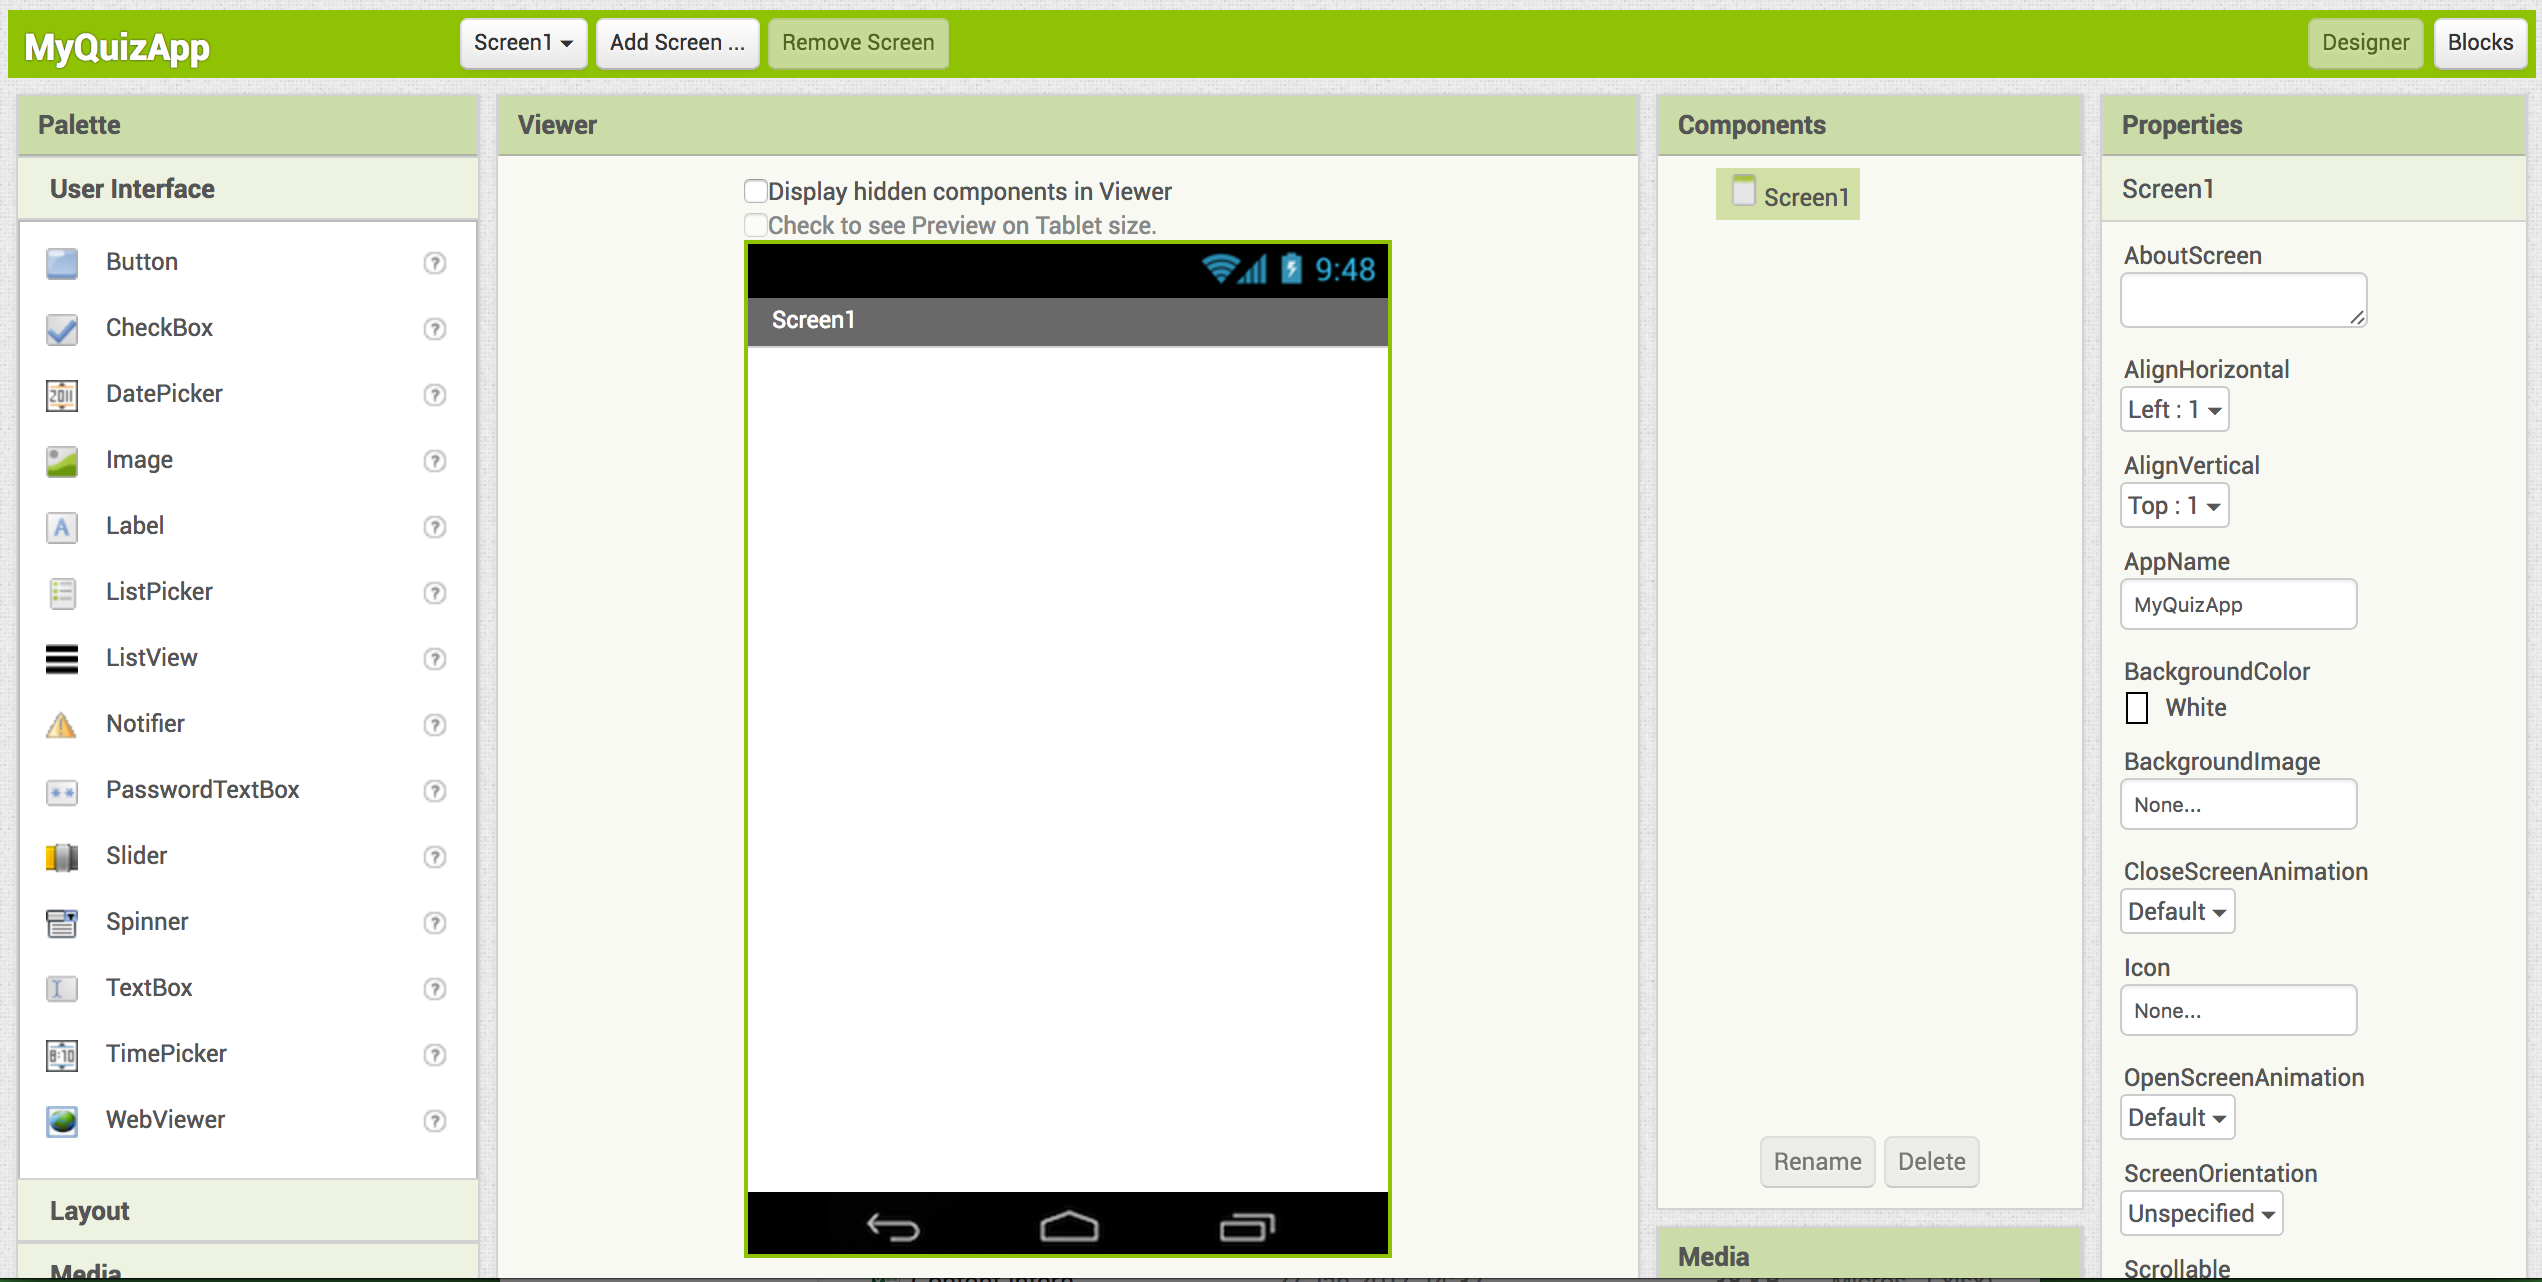 MyQuizApp
Screen1
Add Screen ...
Remove Screen
Designer
Blocks
Palette
User Interface
Button
?
CheckBox
?
DatePicker
?
Image
?
Label
?
ListPicker
?
ListView
?
Notifier
?
PasswordTextBox
?
Slider
?
Spinner
?
TextBox
?
TimePicker
?
WebViewer
?
Layout
Media
Viewer
Display hidden components in Viewer
Check to see Preview on Tablet size.
9:48
Screen1
Components
Screen1
Rename
Delete
Media
Properties
Screen1
AboutScreen
AlignHorizontal
Left : 1
AlignVertical
Top : 1
AppName
MyQuizApp
BackgroundColor
White
BackgroundImage
None...
CloseScreenAnimation
Default
Icon
None...
OpenScreenAnimation
Default
ScreenOrientation
Unspecified
Scrollable